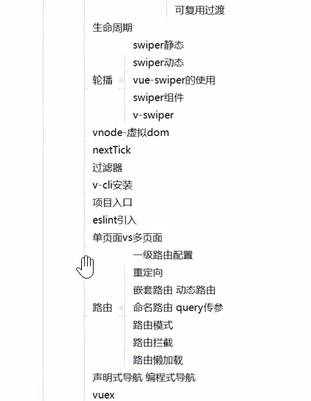 可复用过渡
生命周期
swiper静态
swiper动态
轮播
vue-swiper的使用
swiper组件
v-swiper
vnode-虚拟dom
nextTick
过滤器
v-cli安装
项目入口
eslint引入
单页面vs多页面
一级路由配置
重定向
嵌套路由 动态路由
路由
命名路由 query传参
路由模式
路由拦截
路由懒加载
声明式导航 编程式导航
vuex